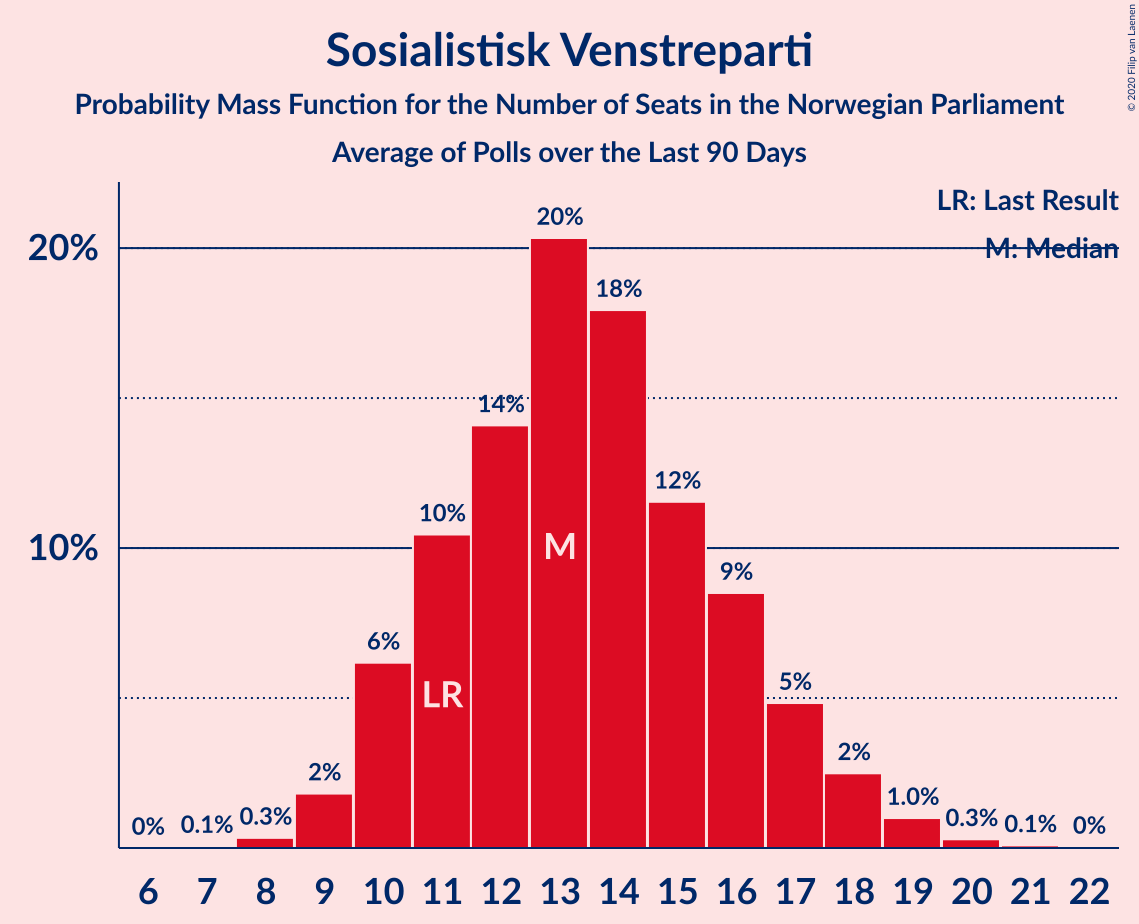 Sosialistisk Venstreparti
Probability Mass Function for the Number of Seats in the Norwegian Parliament
Average of Polls over the Last 90 Days
© 2020 Filip van Laenen
LR: Last Result
M: Median
20%
10%
0%
0.1%
0.3%
2%
6%
10%
14%
20%
18%
12%
9%
5%
2%
1.0%
0.3%
0.1%
0%
LR
M
6 7 8 9 10 11 12 13 14 15 16 17 18 19 20 21 22